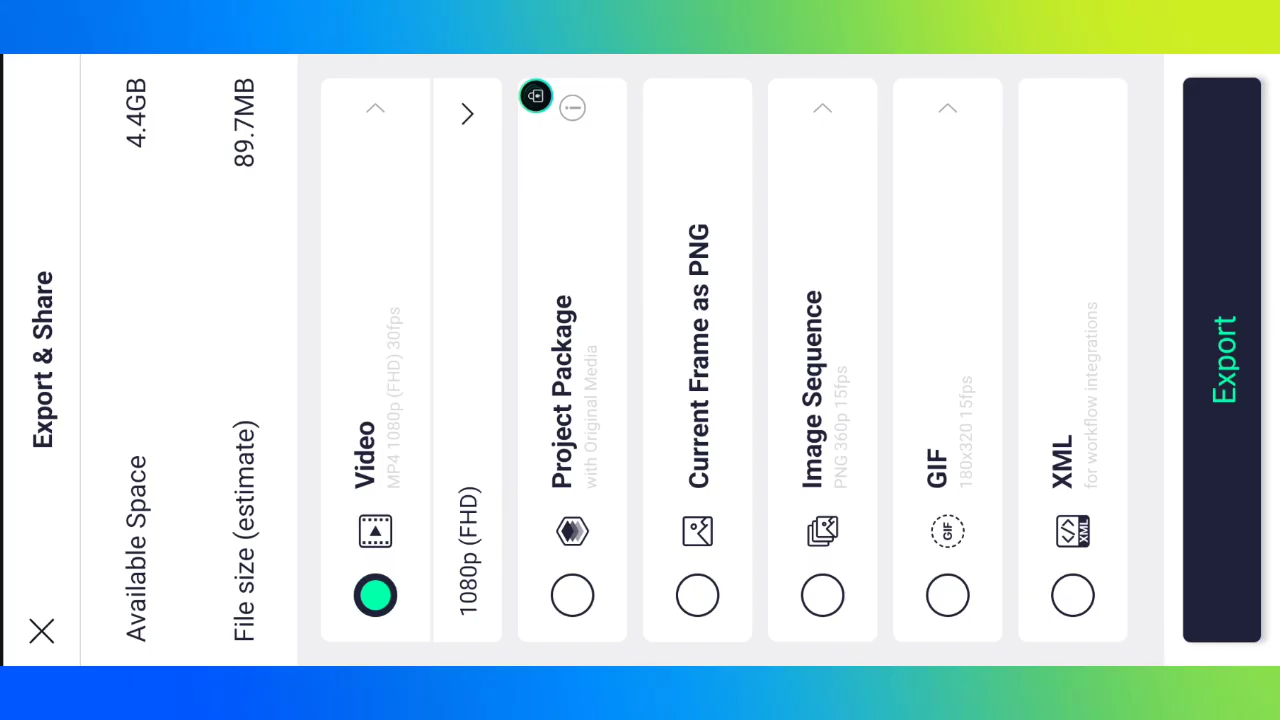 Export & Share
Available Space 4.4GB
File size (estimate) 89.7MB
Video
MP4 1080p (FHD) 30fps
1080p (FHD)
Project Package
with Original Media
Current Frame as PNG
Image Sequence
PNG 360p 15fps
GIF
GIF
180x320 15fps
XML
XML
for workflow integrations
Export